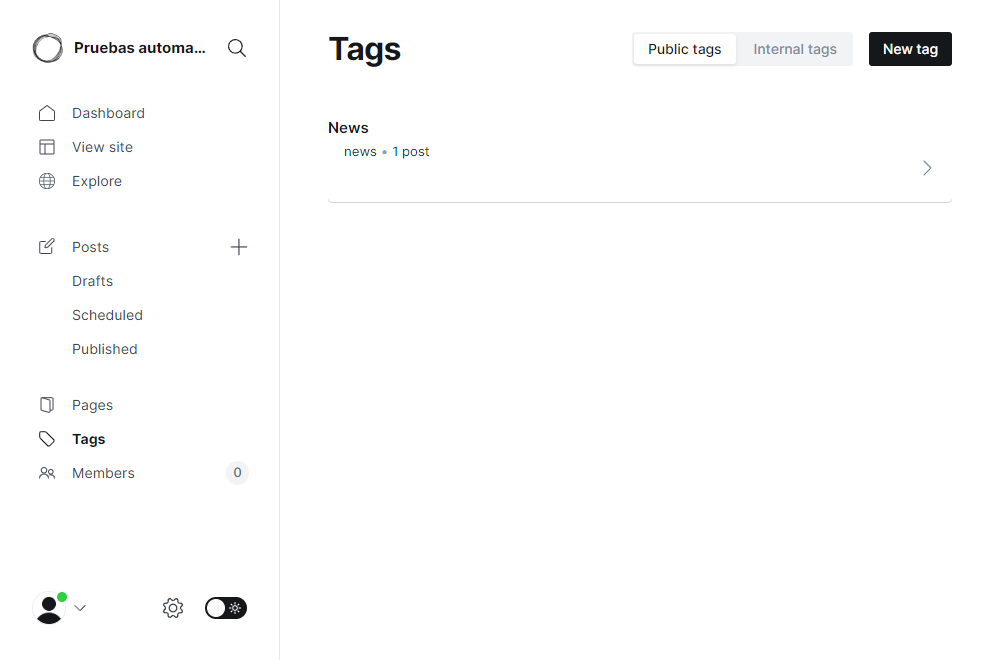 Pruebas automa...
Dashboard
View site
Explore
Posts
Drafts
Scheduled
Published
Pages
Tags
Members
0
Tags
Public tags
Internal tags
New tag
News
news • 1 post